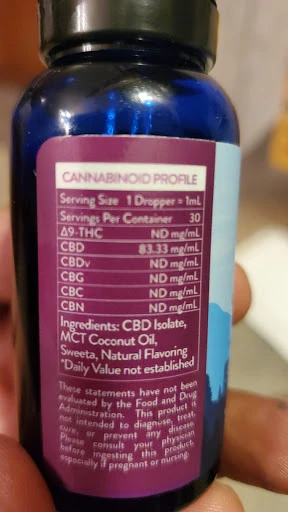 CANNABINOID PROFILE
Serving Size 1 Dropper = 1mL
Servings Per Container 30
Δ9-THC ND mg/mL
CBD 83.33 mg/mL
CBDv ND mg/mL
CBG ND mg/mL
CBC ND mg/mL
CBN ND mg/mL
Ingredients: CBD Isolate,
MCT Coconut Oil,
Sweeta, Natural Flavoring
*Daily Value not established
These statements have not been
evaluated by the Food and Drug
Administration. This product is
not intended to diagnose, treat,
cure, or prevent any disease.
Please consult your physician
before ingesting this product,
especially if pregnant or nursing.